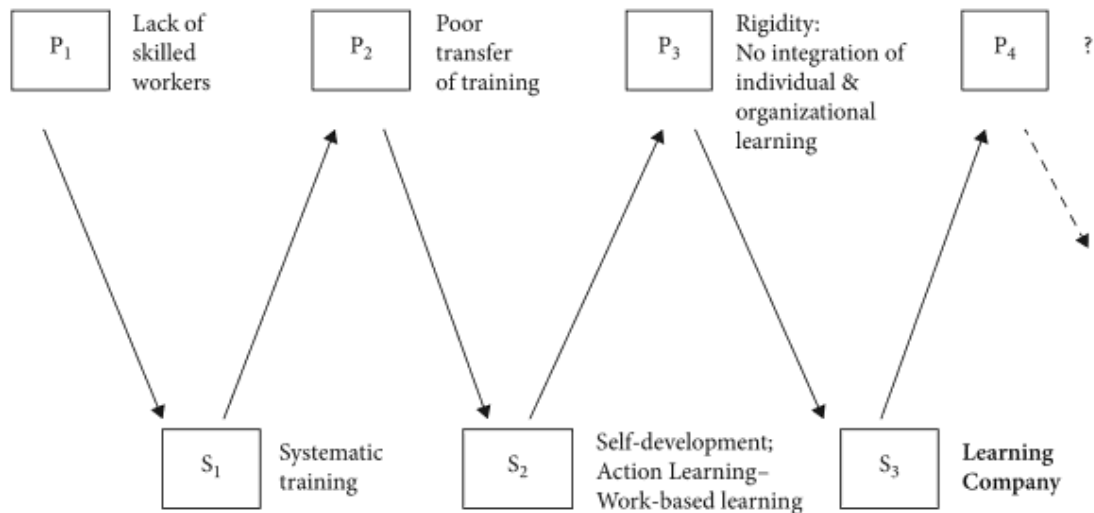 P₁
Lack of
skilled
workers
P₂
Poor
transfer
of training
P₃
Rigidity:
No integration of
individual &
organizational
learning
P₄
?
S₁
Systematic
training
S₂
Self-development;
Action Learning–
Work-based learning
S₃
Learning
Company